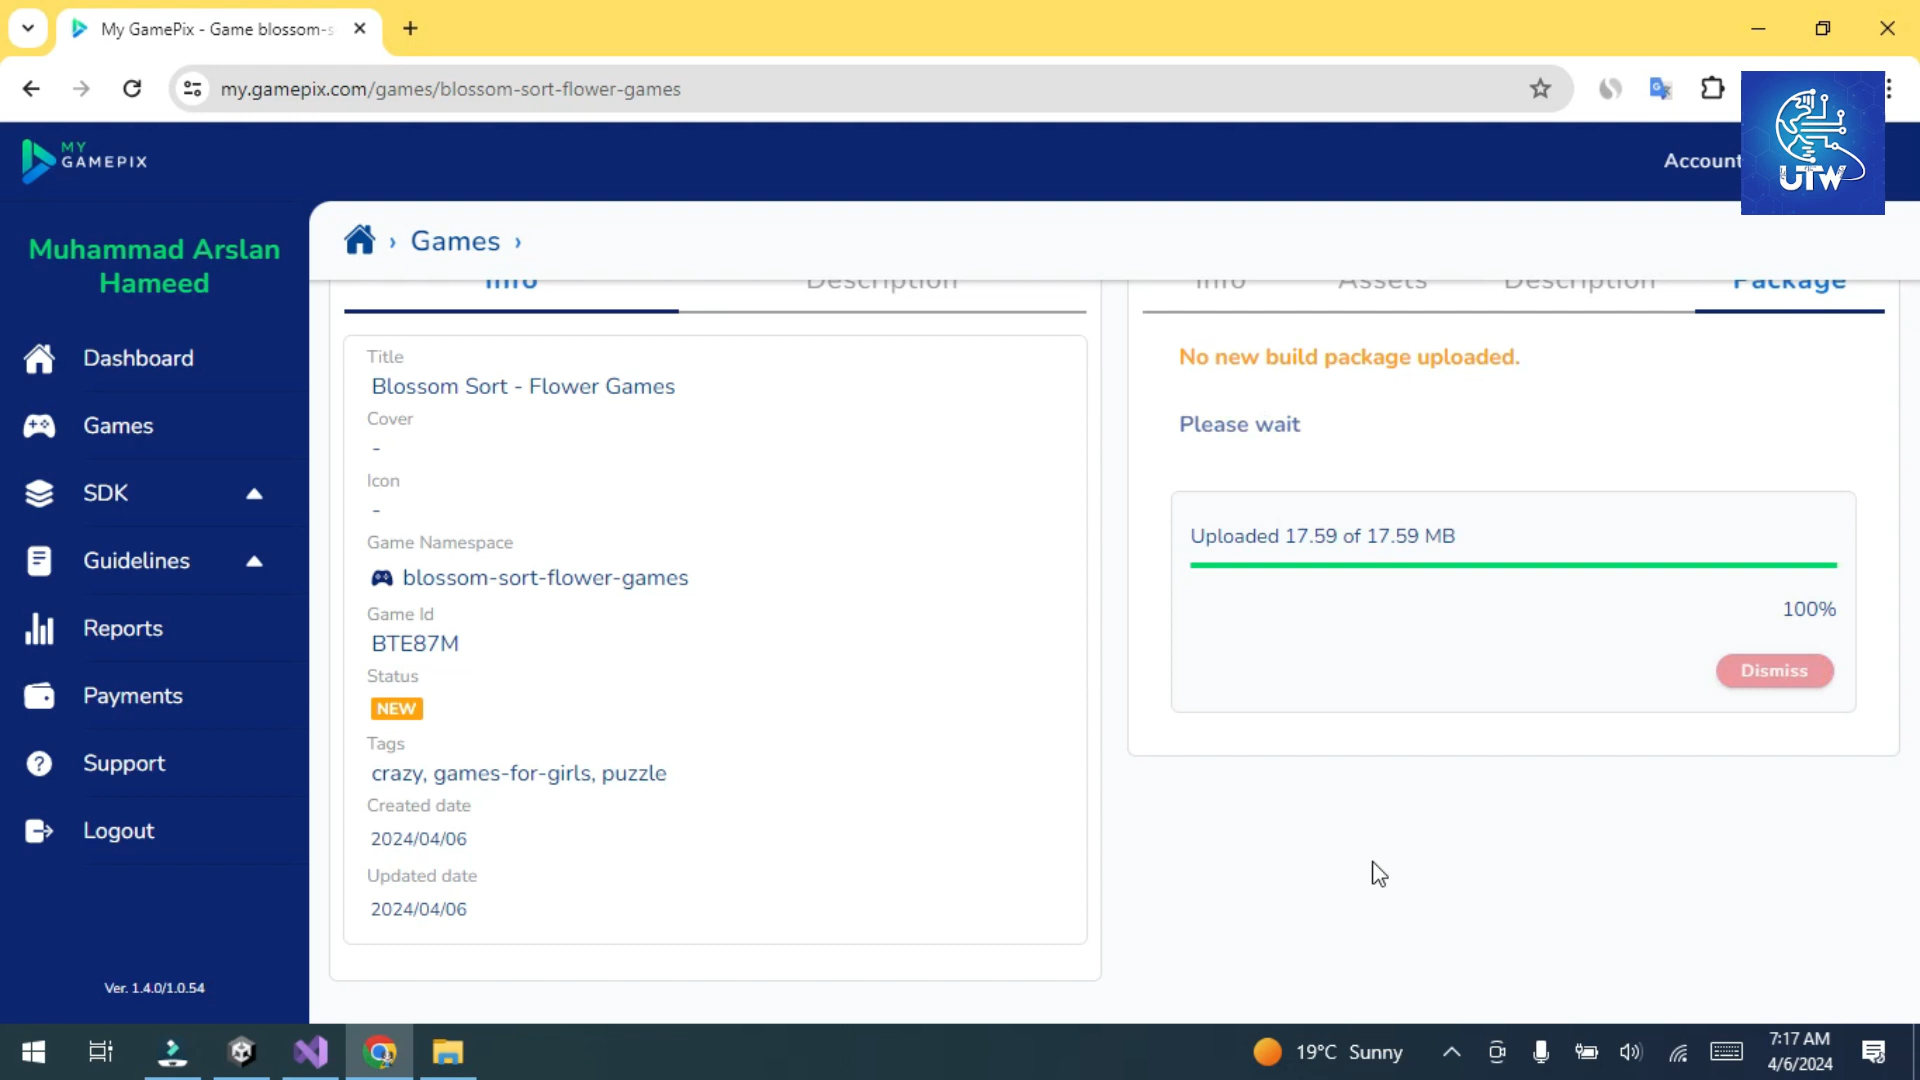 My GamePix - Game blossom-s
my.gamepix.com/games/blossom-sort-flower-games
MY
GAMEPIX
Account
UTW
Muhammad Arslan
Hameed
Dashboard
Games
SDK
Guidelines
Reports
Payments
Support
Logout
Ver. 1.4.0/1.0.54
› Games ›
Info
Description
Title
Blossom Sort - Flower Games
Cover
-
Icon
-
Game Namespace
blossom-sort-flower-games
Game Id
BTE87M
Status
NEW
Tags
crazy, games-for-girls, puzzle
Created date
2024/04/06
Updated date
2024/04/06
Info
Assets
Description
Package
No new build package uploaded.
Please wait
Uploaded 17.59 of 17.59 MB
100%
Dismiss
19°C Sunny
7:17 AM
4/6/2024